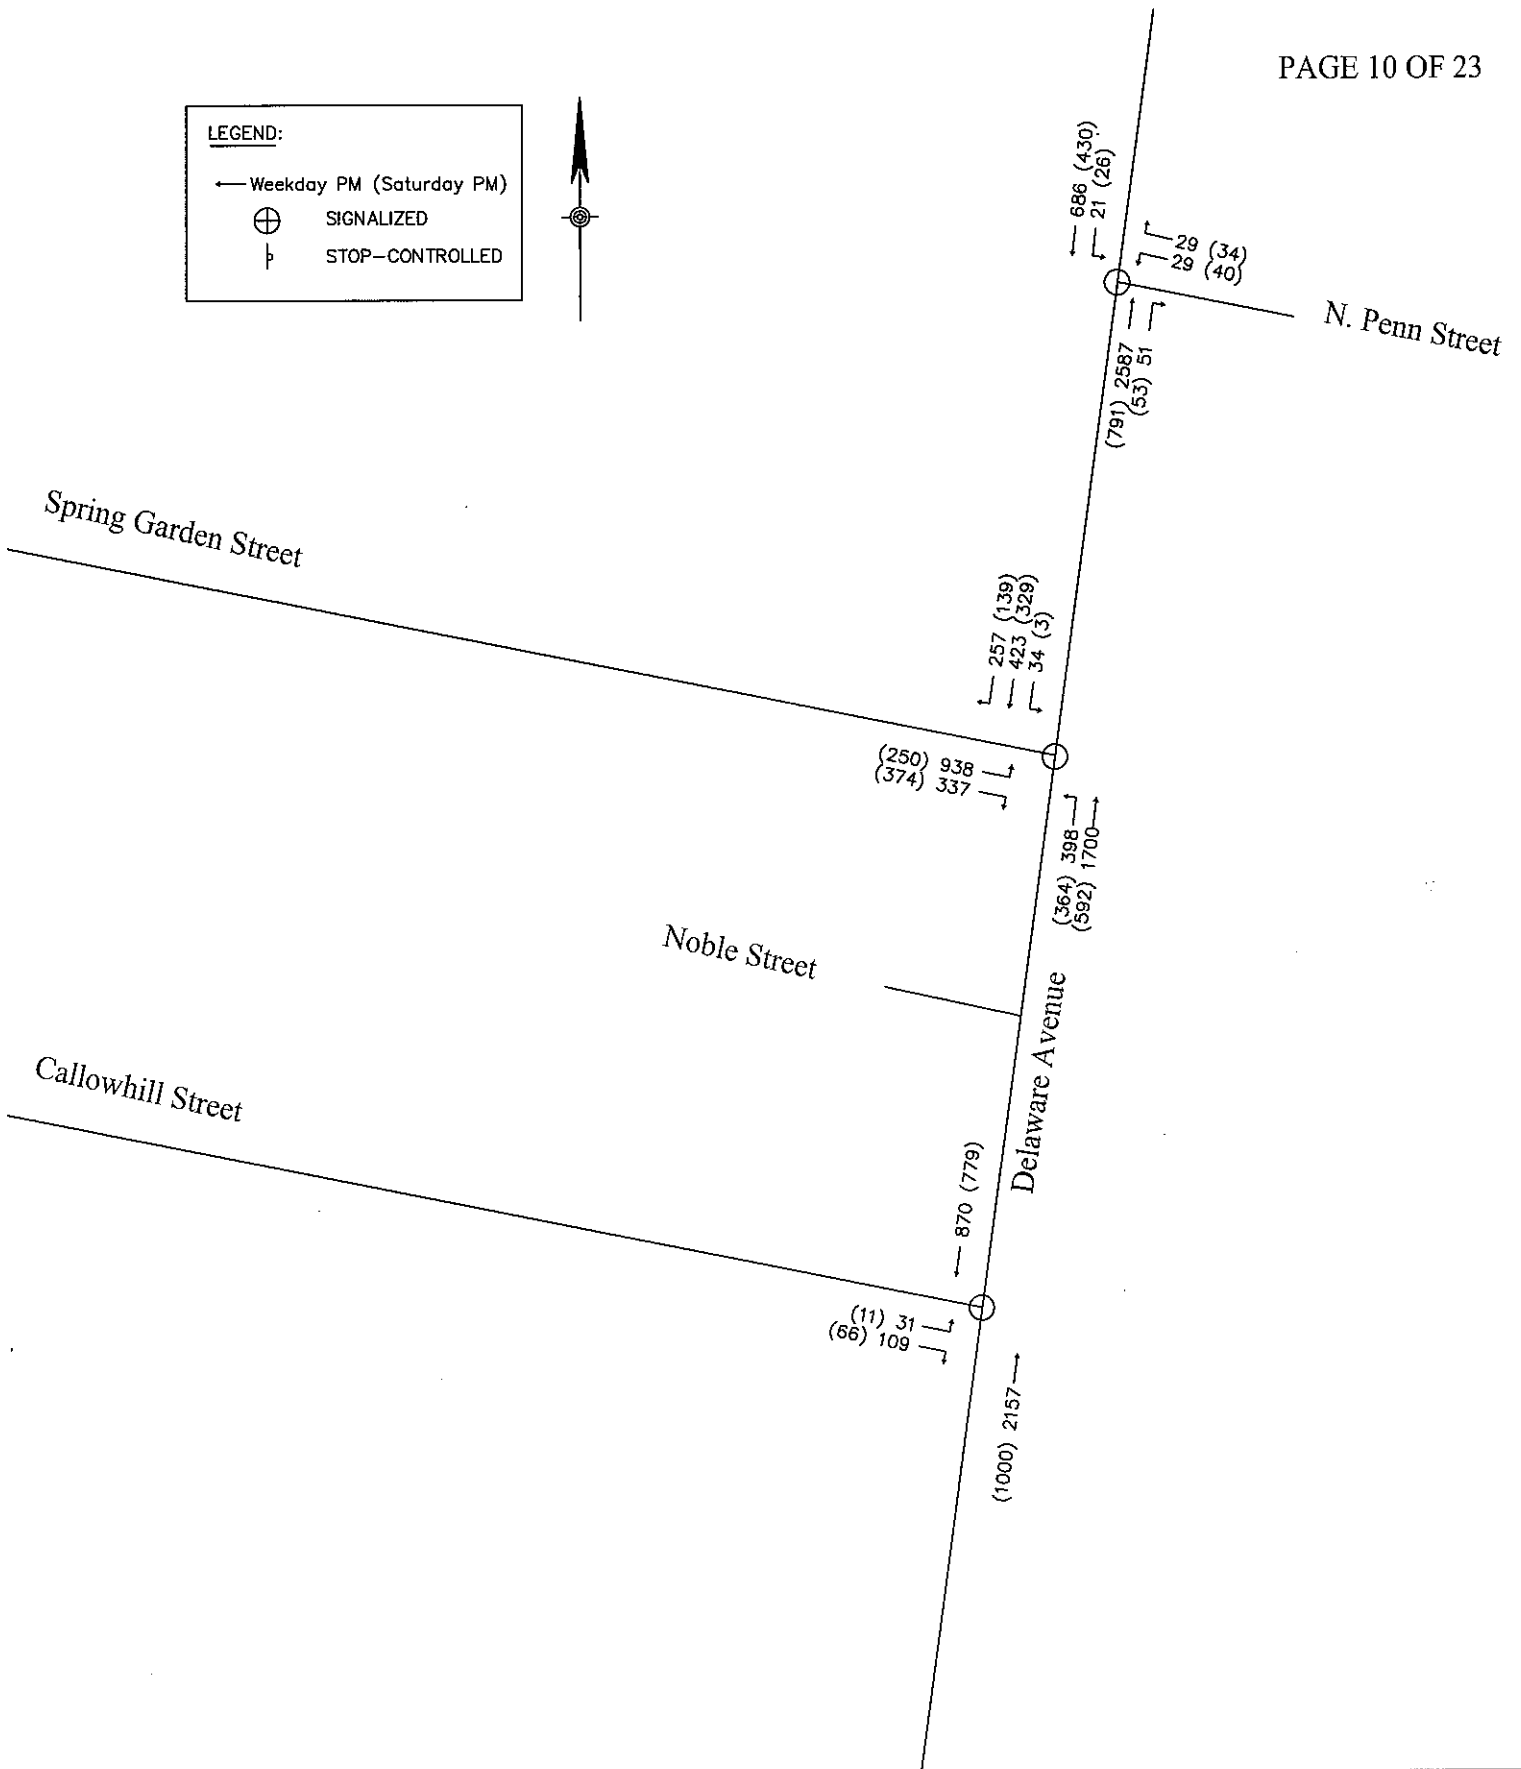 PAGE 10 OF 23
LEGEND:
Weekday PM (Saturday PM)
SIGNALIZED
STOP-CONTROLLED
686 (430)
21 (26)
29 (34)
29 (40)
N. Penn Street
(791) 2587
(53) 51
Spring Garden Street
257 (139)
423 (329)
34 (3)
(250) 938
(374) 337
(364) 398
(592) 1700
Noble Street
Delaware Avenue
Callowhill Street
870 (779)
(11) 31
(66) 109
(1000) 2157